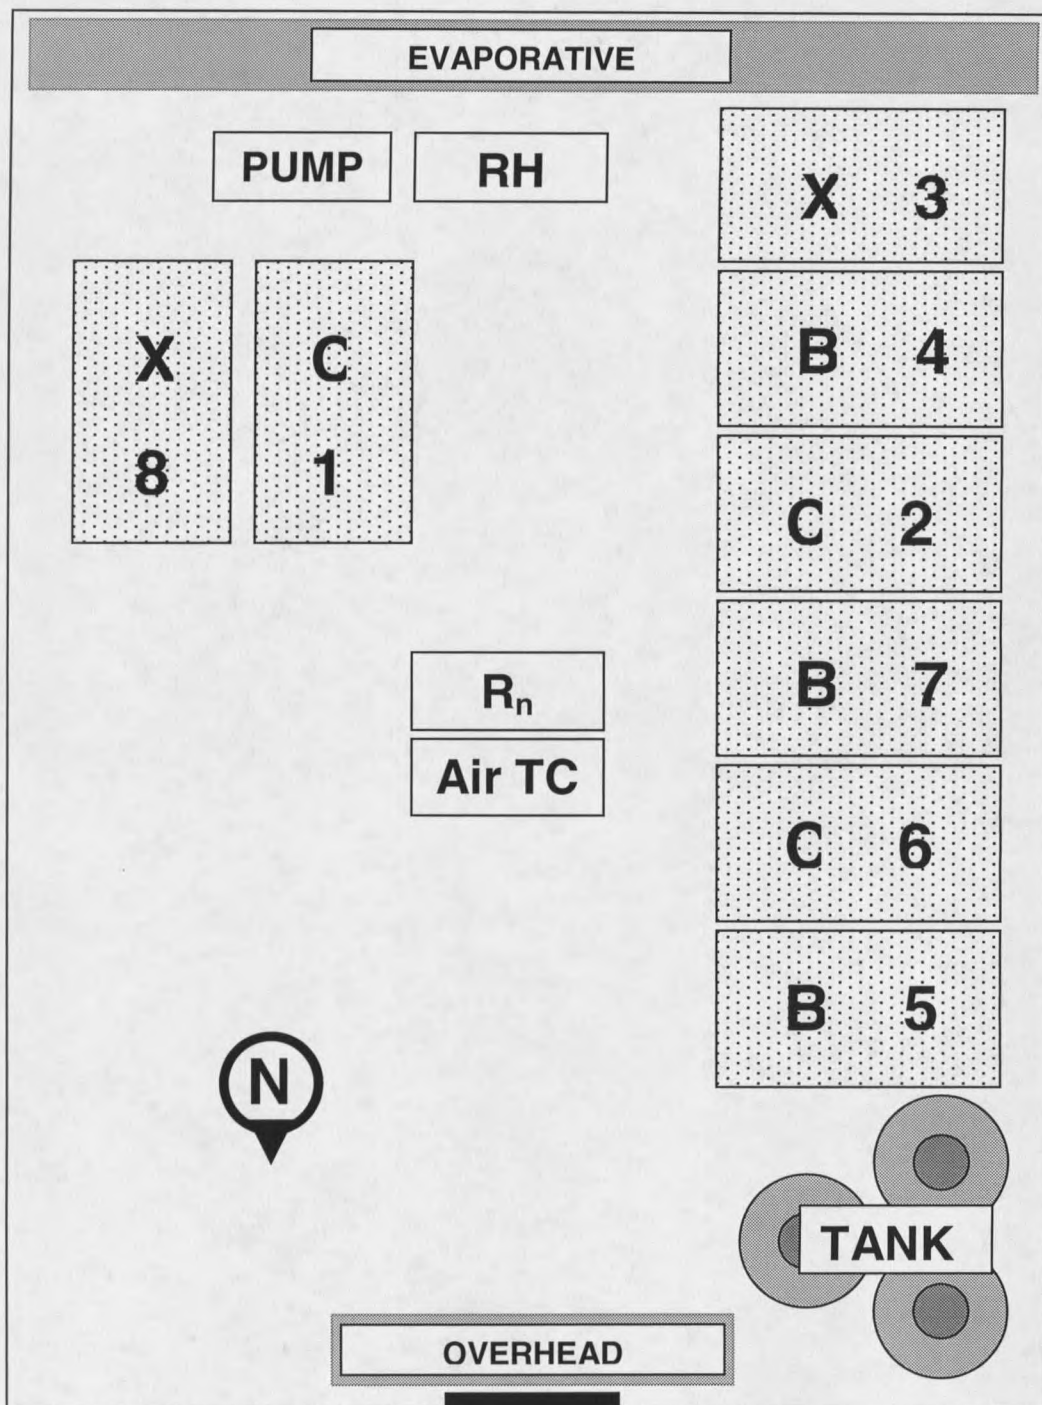 EVAPORATIVE
PUMP RH
X 3
B 4
X
8
C
1
C 2
B 7
Rn
Air TC
C 6
B 5
N
TANK
OVERHEAD